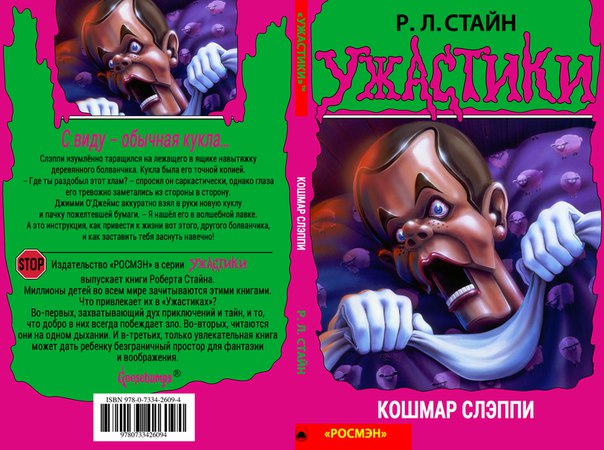 С виду – обычная кукла...
Слэппи изумлённо таращился на лежащего в ящике навытяжку
деревянного болванчика. Кукла была его точной копией.
– Где ты раздобыл этот хлам? – спросил он саркастически, однако глаза
его тревожно заметались из стороны в сторону.
Джимми О'Джеймс аккуратно взял в руки новую куклу
и пачку пожелтевшей бумаги. – Я нашёл его в волшебной лавке.
А это инструкция, как привести к жизни вот этого, другого болванчика,
и как заставить тебя заснуть навечно!
STOP
Издательство «РОСМЭН» в серии УЖАСТИКИ
выпускает книги Роберта Стайна.
Миллионы детей во всем мире зачитываются этими книгами.
Что привлекает их в «Ужастиках»?
Во-первых, захватывающий дух приключений и тайн, и то,
что добро в них всегда побеждает зло. Во-вторых, читаются
они на одном дыхании. И в-третьих, только увлекательная книга
может дать ребенку безграничный простор для фантазии
и воображения.
Goosebumps®
ISBN 978-0-7334-2609-4
9780733426094
«УЖАСТИКИ»™
КОШМАР СЛЭППИ
Р. Л. СТАЙН
Р. Л. СТАЙН
УЖАСТИКИ
КОШМАР СЛЭППИ
«РОСМЭН»